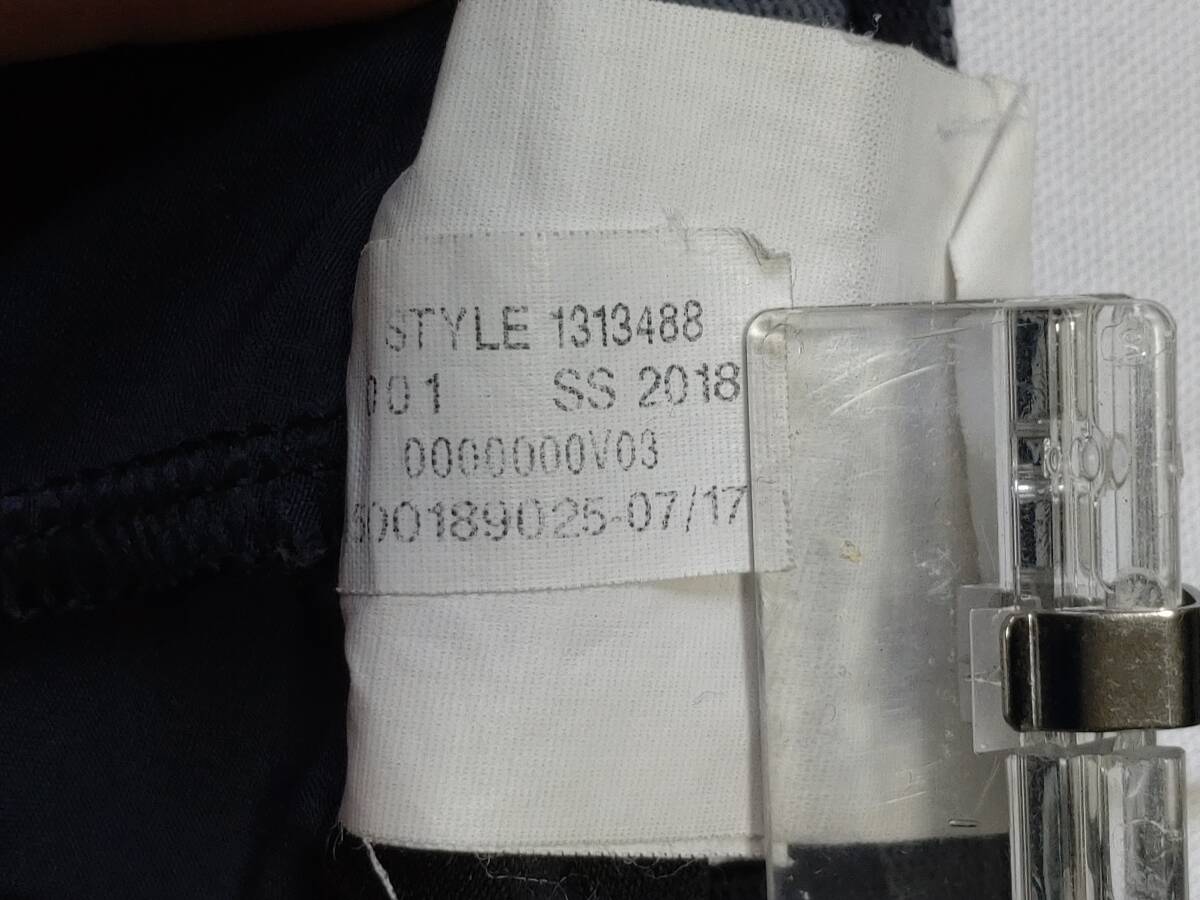 STYLE 1313488
001 SS 2018
0000000V03
00189025-07/17